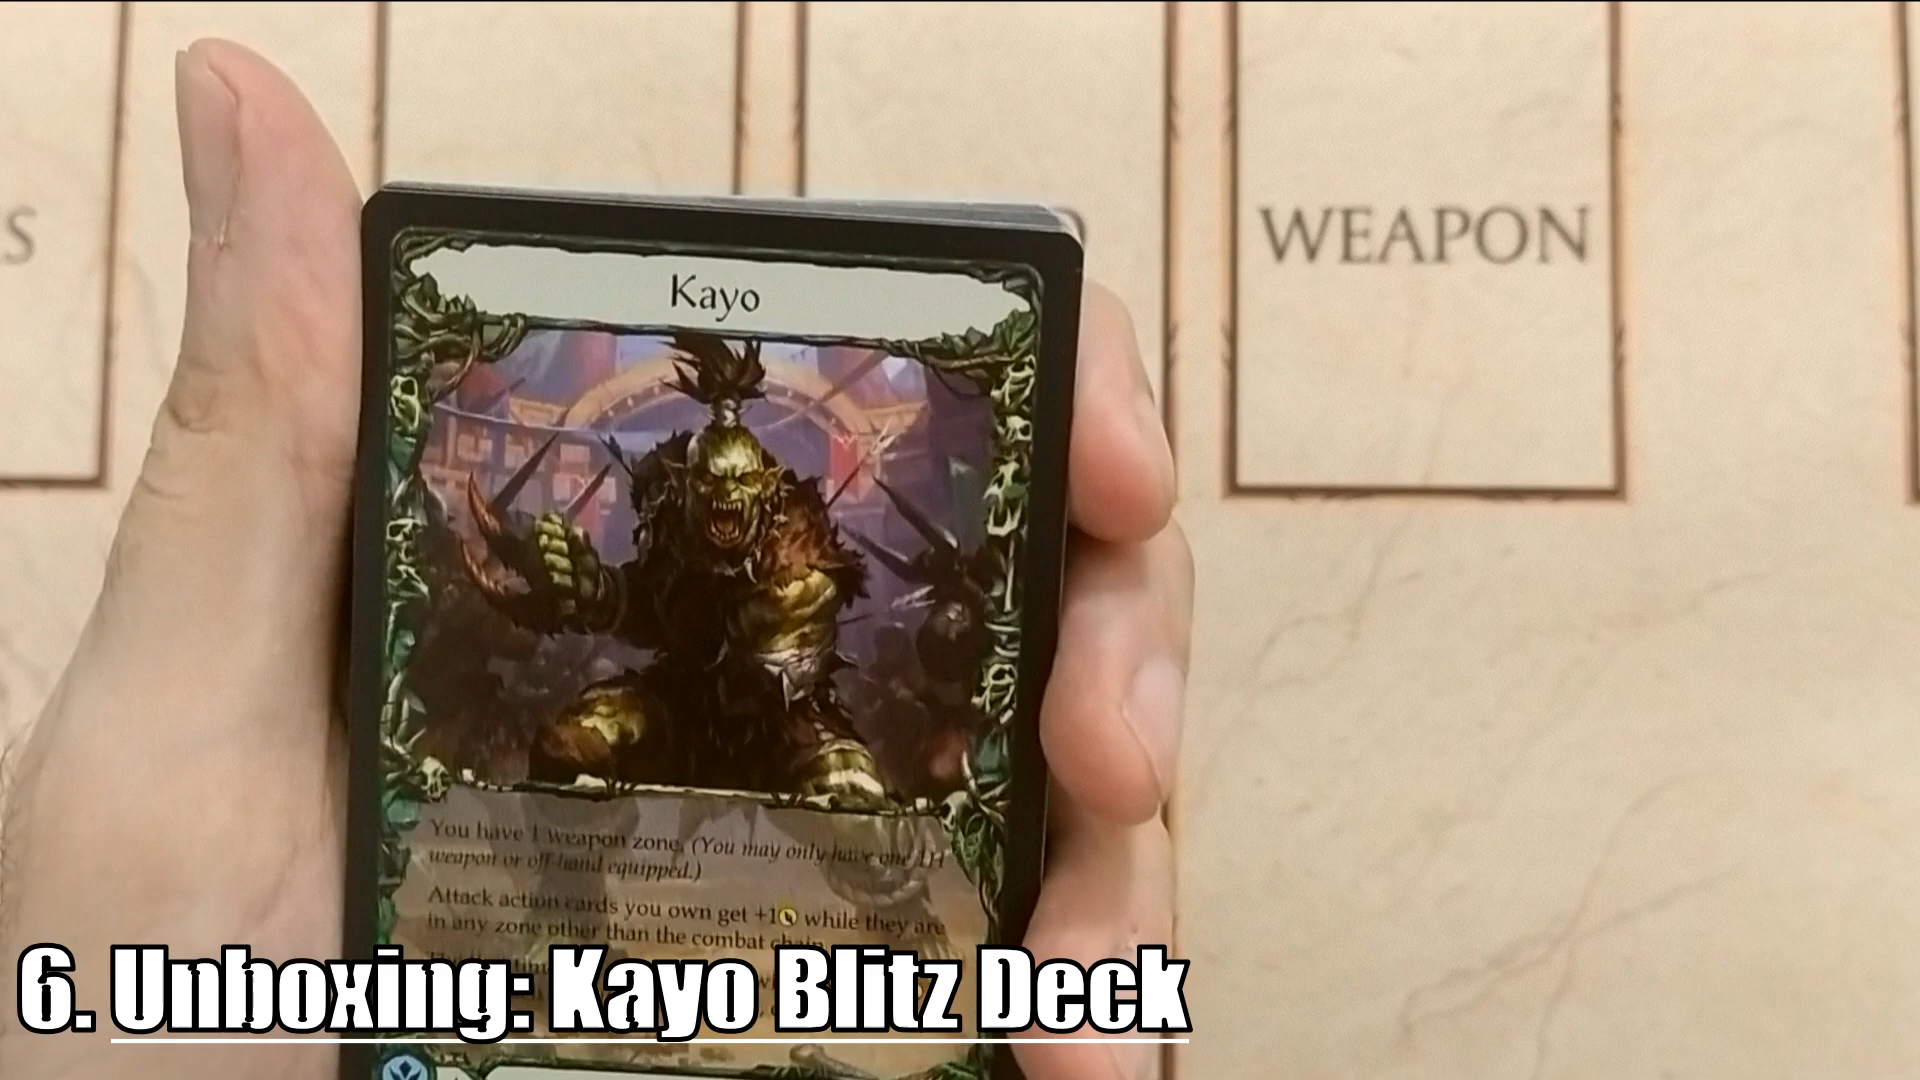 S
D
WEAPON
Kayo
You have 1 weapon zone. (You may only have one 1H
weapon or off-hand equipped.)
Attack action cards you own get +1 while they are
in any zone other than the combat chain.
6. Unboxing: Kayo Blitz Deck